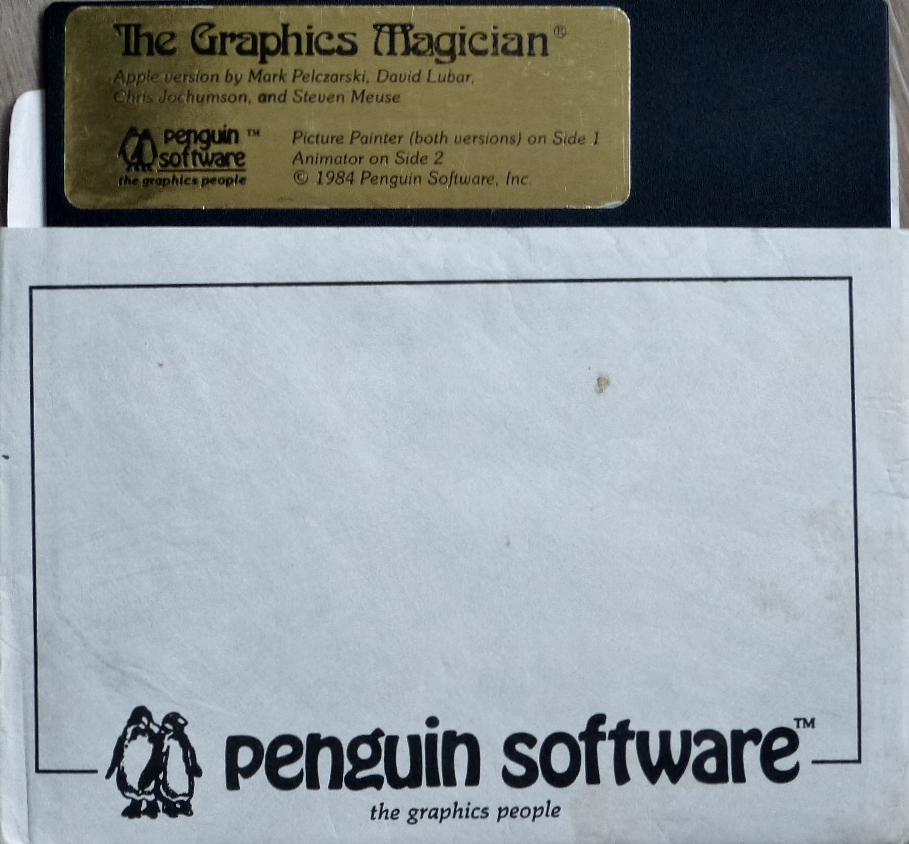 The Graphics Magician®
Apple version by Mark Pelczarski, David Lubar,
Chris Jochumson, and Steven Meuse
penguin™
software
the graphics people
Picture Painter (both versions) on Side 1
Animator on Side 2
© 1984 Penguin Software, Inc.
penguin software™
the graphics people